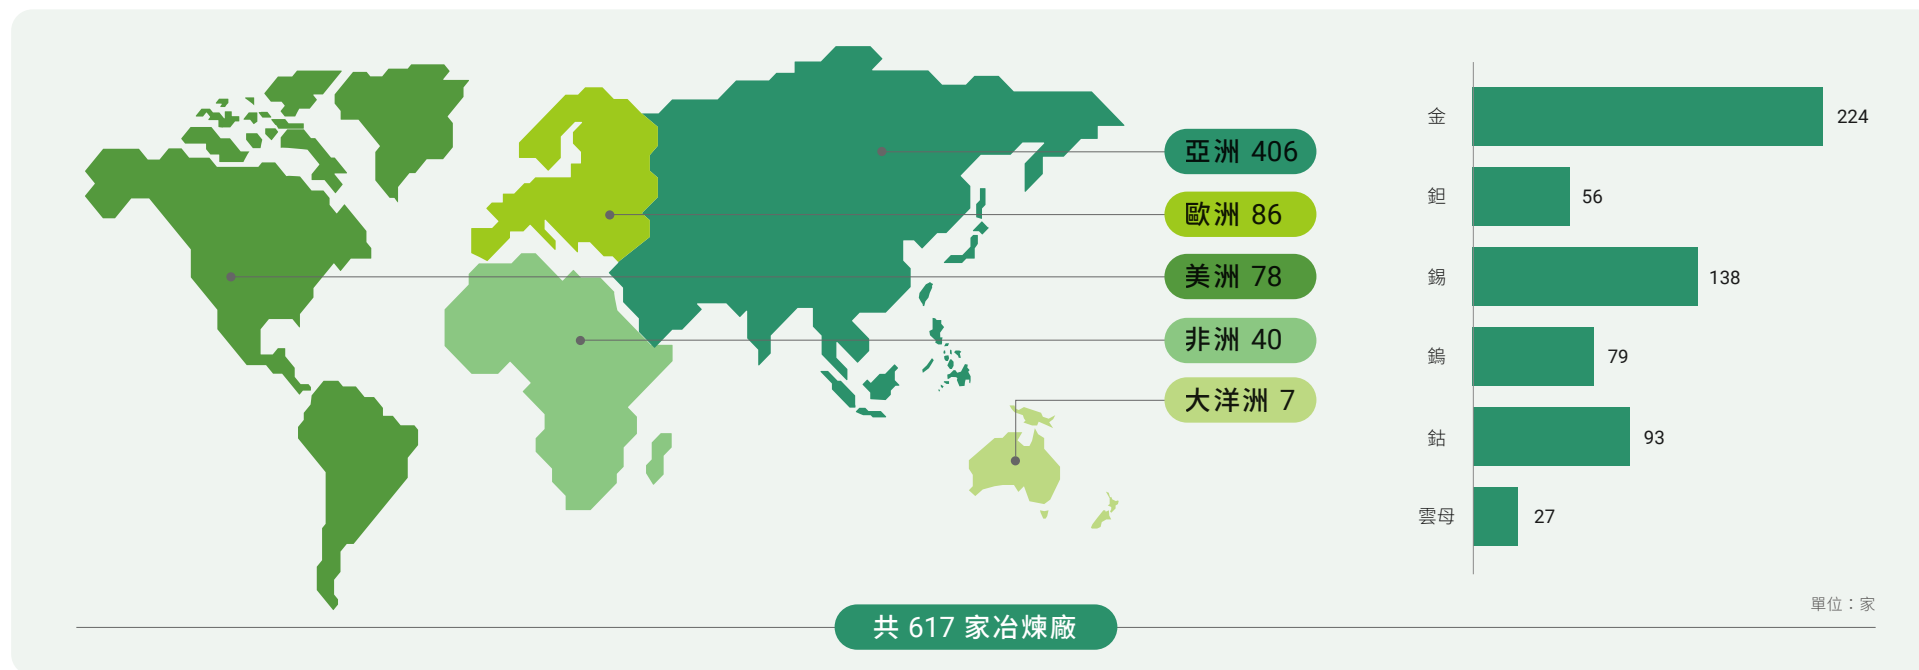 亞洲 406
歐洲 86
美洲 78
非洲 40
大洋洲 7
金 224
鉭 56
錫 138
鎢 79
鈷 93
雲母 27
單位：家
共 617 家冶煉廠